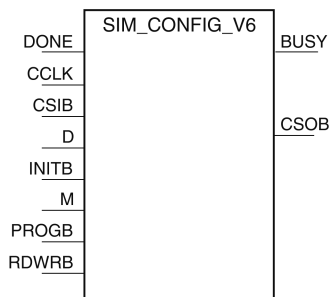 SIM_CONFIG_V6
DONE
BUSY
CCLK
CSIB
CSOB
D
INITB
M
PROGB
RDWRB